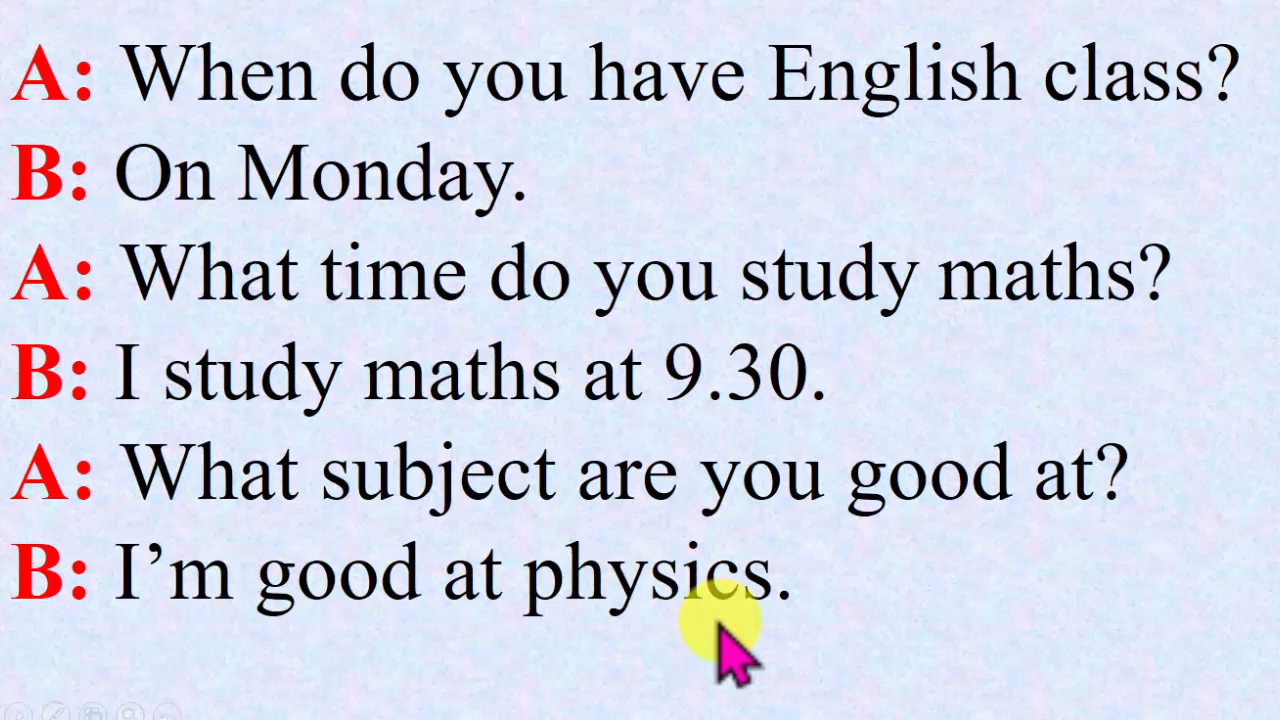 A: When do you have English class?
B: On Monday.
A: What time do you study maths?
B: I study maths at 9.30.
A: What subject are you good at?
B: I’m good at physics.